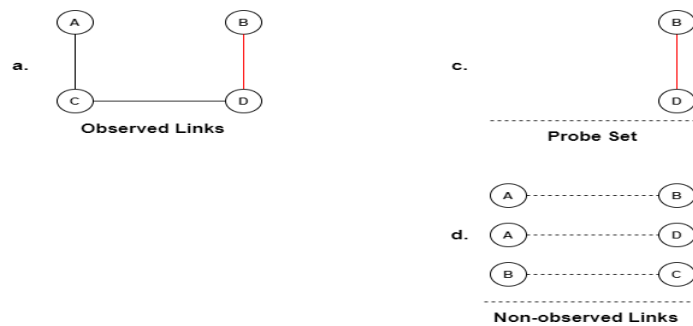 A B
a.
C D
Observed Links
B
c.
D
Probe Set
A B
d. A D
B C
Non-observed Links